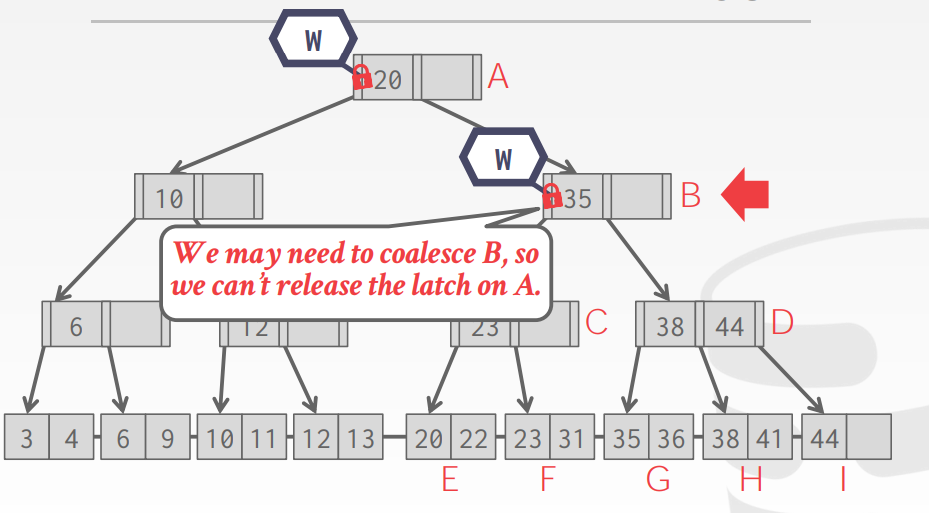 W
20
A
W
10
35
B
We may need to coalesce B, so
we can't release the latch on A.
6
12
23
C
38 44
D
3 4 6 9 10 11 12 13 20 22 23 31 35 36 38 41 44
E F G H I